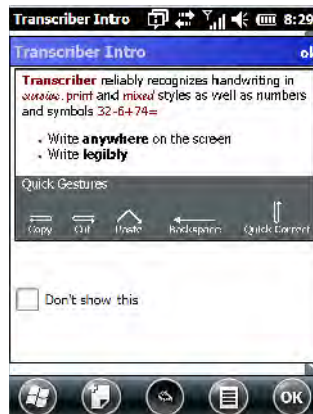 Transcriber Intro 8:29
Transcriber Intro ok
Transcriber reliably recognizes handwriting in
cursive, print and mixed styles as well as numbers
and symbols 32-6+74=
• Write anywhere on the screen
• Write legibly
Quick Gestures
Copy Cut Paste Backspace Quick Correct
Don't show this
OK